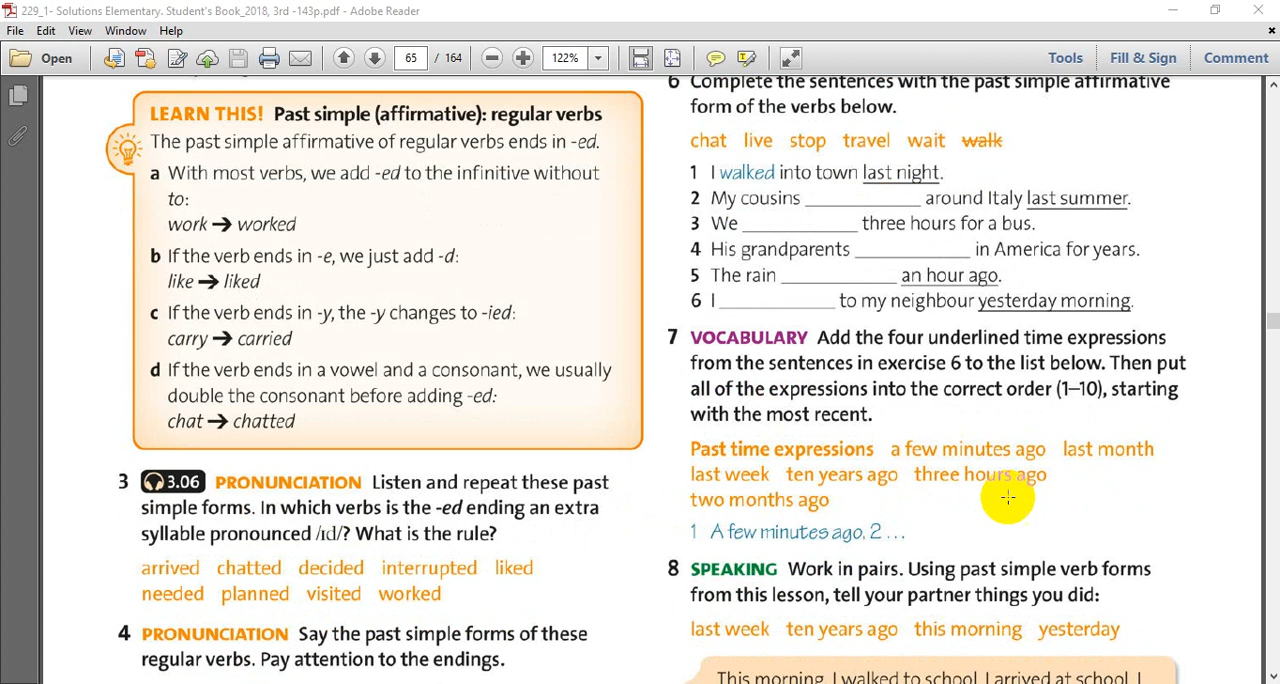 229_1- Solutions Elementary. Student's Book_2018, 3rd -143p.pdf - Adobe Reader
File Edit View Window Help
Open 65 / 164 122% Tools Fill & Sign Comment
LEARN THIS! Past simple (affirmative): regular verbs
The past simple affirmative of regular verbs ends in -ed.
a With most verbs, we add -ed to the infinitive without
to:
work → worked
b If the verb ends in -e, we just add -d:
like → liked
c If the verb ends in -y, the -y changes to -ied:
carry → carried
d If the verb ends in a vowel and a consonant, we usually
double the consonant before adding -ed:
chat → chatted
3 3.06 PRONUNCIATION Listen and repeat these past
simple forms. In which verbs is the -ed ending an extra
syllable pronounced /ɪd/? What is the rule?
arrived chatted decided interrupted liked
needed planned visited worked
4 PRONUNCIATION Say the past simple forms of these
regular verbs. Pay attention to the endings.
6 Complete the sentences with the past simple affirmative
form of the verbs below.
chat live stop travel wait walk
1 I walked into town last night.
2 My cousins ____________ around Italy last summer.
3 We ____________ three hours for a bus.
4 His grandparents ____________ in America for years.
5 The rain ____________ an hour ago.
6 I ____________ to my neighbour yesterday morning.
7 VOCABULARY Add the four underlined time expressions
from the sentences in exercise 6 to the list below. Then put
all of the expressions into the correct order (1–10), starting
with the most recent.
Past time expressions a few minutes ago last month
last week ten years ago three hours ago
two months ago
1 A few minutes ago, 2 ...
8 SPEAKING Work in pairs. Using past simple verb forms
from this lesson, tell your partner things you did:
last week ten years ago this morning yesterday
This morning, I walked to school. I arrived at school. I